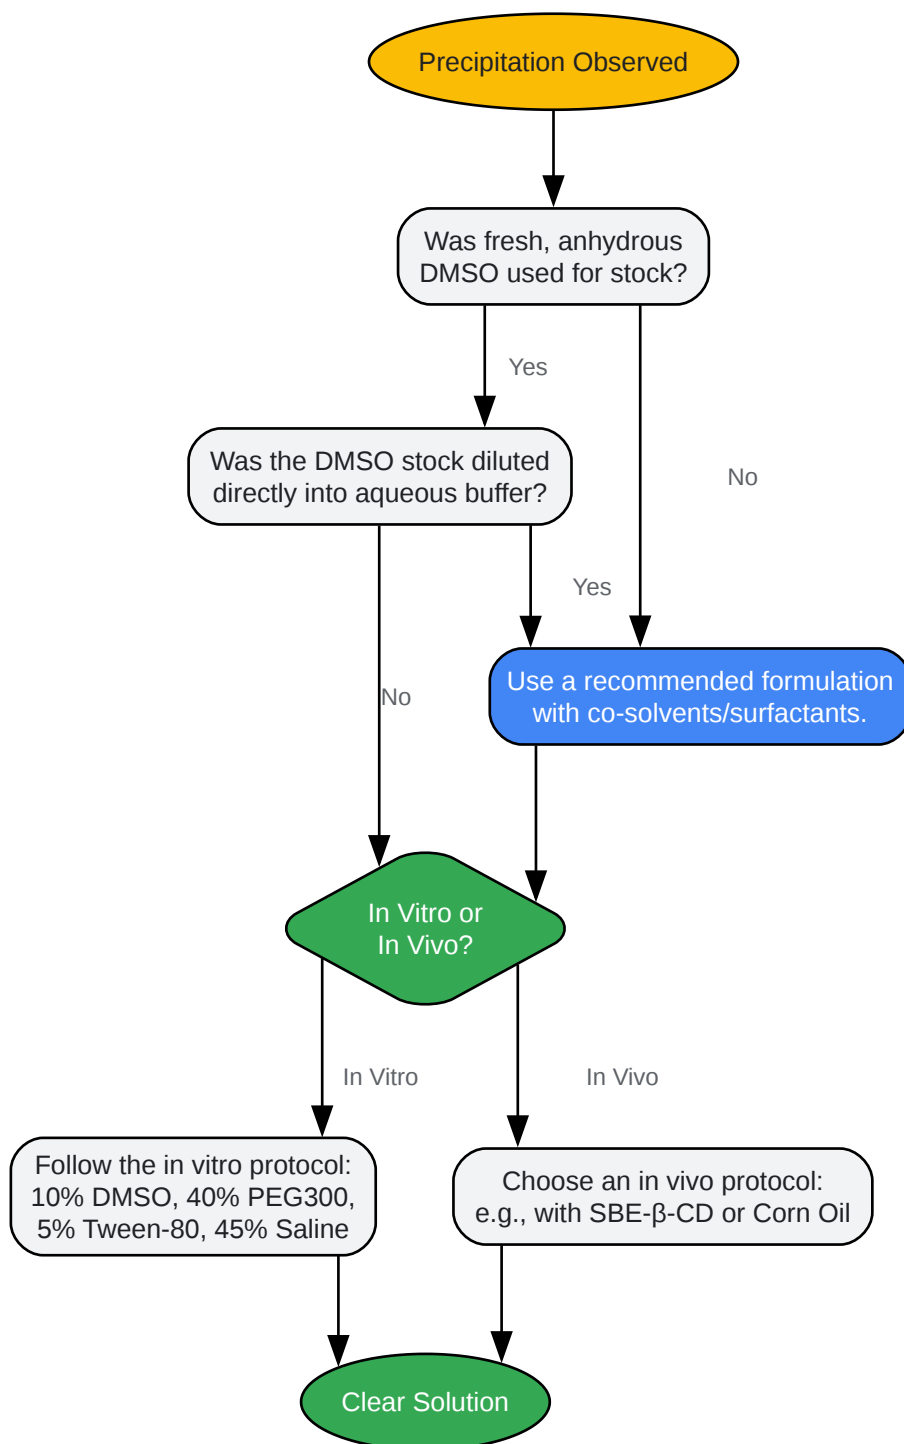 Precipitation Observed
Was fresh, anhydrous
DMSO used for stock?
Yes
Was the DMSO stock diluted
directly into aqueous buffer?
No
Yes
Use a recommended formulation
with co-solvents/surfactants.
No
In Vitro or
In Vivo?
In Vitro
In Vivo
Follow the in vitro protocol:
10% DMSO, 40% PEG300,
5% Tween-80, 45% Saline
Choose an in vivo protocol:
e.g., with SBE-β-CD or Corn Oil
Clear Solution